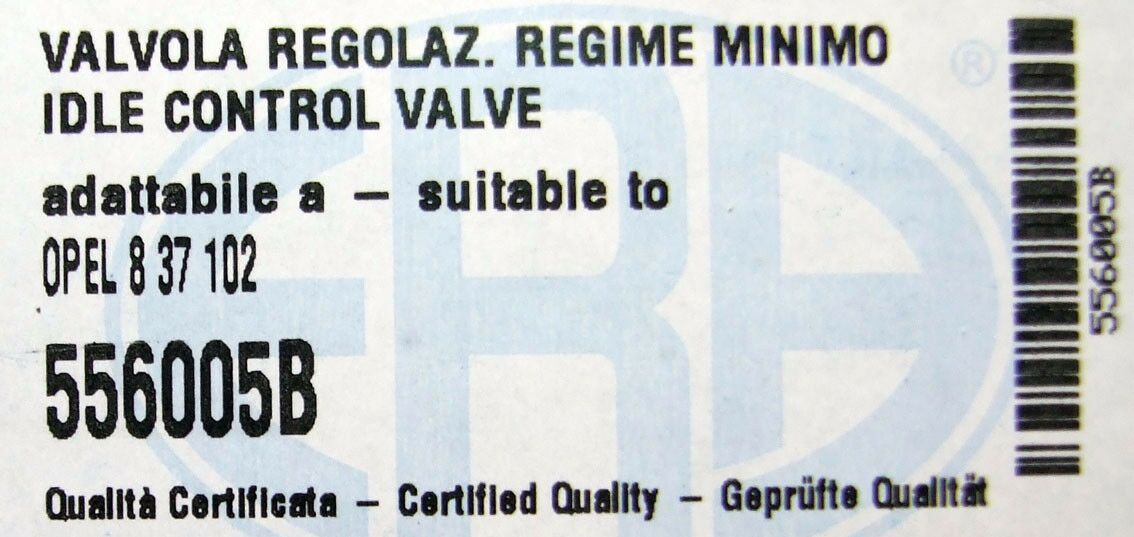 VALVOLA REGOLAZ. REGIME MINIMO
IDLE CONTROL VALVE
adattabile a – suitable to
OPEL 8 37 102
556005B
Qualità Certificata – Certified Quality – Geprüfte Qualität
ERA
®
556005B